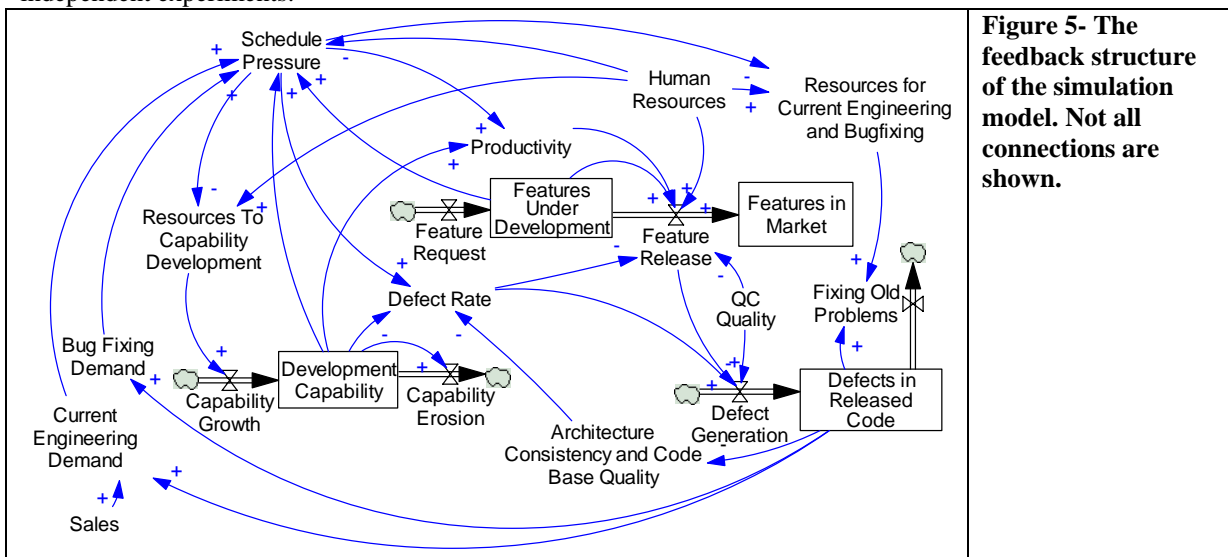 independent experiments.
Schedule
Pressure
Human
Resources
Resources for
Current Engineering
and Bugfixing
Productivity
Features
Under
Development
Features in
Market
Feature
Request
Feature
Release
Resources To
Capability
Development
Defect Rate
QC
Quality
Fixing Old
Problems
Bug Fixing
Demand
Development
Capability
Capability
Growth
Capability
Erosion
Defect
Generation
Defects in
Released
Code
Current
Engineering
Demand
Architecture
Consistency and Code
Base Quality
Sales
Figure 5- The
feedback structure
of the simulation
model. Not all
connections are
shown.